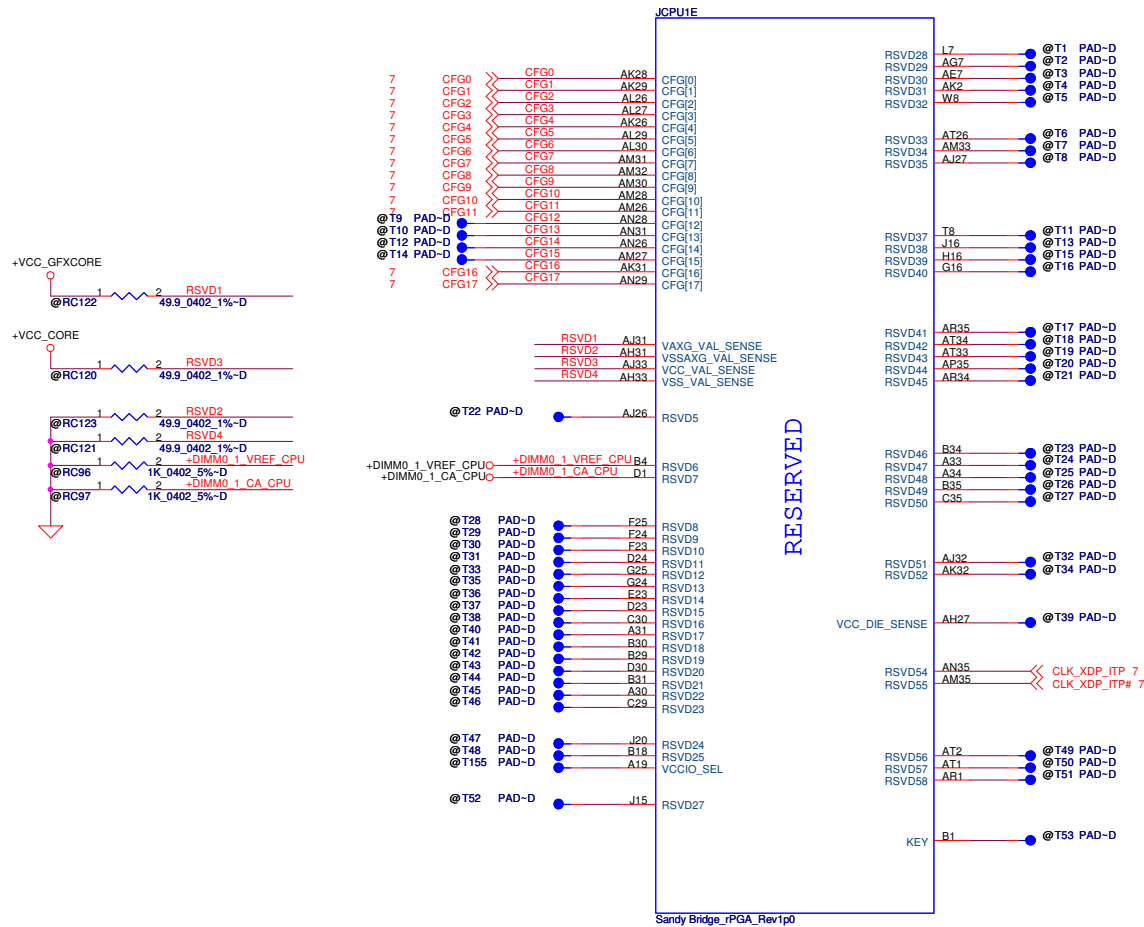 JCPU1E
7 CFG0 CFG0 AK28 CFG[0]
7 CFG1 CFG1 AK29 CFG[1]
7 CFG2 CFG2 AL26 CFG[2]
7 CFG3 CFG3 AL27 CFG[3]
7 CFG4 CFG4 AK26 CFG[4]
7 CFG5 CFG5 AL29 CFG[5]
7 CFG6 CFG6 AL30 CFG[6]
7 CFG7 CFG7 AM31 CFG[7]
7 CFG8 CFG8 AM32 CFG[8]
7 CFG9 CFG9 AM30 CFG[9]
7 CFG10 CFG10 AM28 CFG[10]
7 CFG11 CFG11 AM26 CFG[11]
@T9 PAD~D CFG12 AN28 CFG[12]
@T10 PAD~D CFG13 AN31 CFG[13]
@T12 PAD~D CFG14 AN26 CFG[14]
@T14 PAD~D CFG15 AM27 CFG[15]
7 CFG16 CFG16 AK31 CFG[16]
7 CFG17 CFG17 AN29 CFG[17]
+VCC_GFXCORE
1 2 RSVD1
@RC122 49.9_0402_1%~D
+VCC_CORE
1 2 RSVD3
@RC120 49.9_0402_1%~D
1 2 RSVD2
@RC123 49.9_0402_1%~D
1 2 RSVD4
@RC121 49.9_0402_1%~D
1 2 +DIMM0_1_VREF_CPU
@RC96 1K_0402_5%~D
1 2 +DIMM0_1_CA_CPU
@RC97 1K_0402_5%~D
RSVD1 AJ31 VAXG_VAL_SENSE
RSVD2 AH31 VSSAXG_VAL_SENSE
RSVD3 AJ33 VCC_VAL_SENSE
RSVD4 AH33 VSS_VAL_SENSE
@T22 PAD~D AJ26 RSVD5
+DIMM0_1_VREF_CPU +DIMM0_1_VREF_CPU B4 RSVD6
+DIMM0_1_CA_CPU +DIMM0_1_CA_CPU D1 RSVD7
@T28 PAD~D F25 RSVD8
@T29 PAD~D F24 RSVD9
@T30 PAD~D F23 RSVD10
@T31 PAD~D D24 RSVD11
@T33 PAD~D G25 RSVD12
@T35 PAD~D G24 RSVD13
@T36 PAD~D E23 RSVD14
@T37 PAD~D D23 RSVD15
@T38 PAD~D C30 RSVD16
@T40 PAD~D A31 RSVD17
@T41 PAD~D B30 RSVD18
@T42 PAD~D B29 RSVD19
@T43 PAD~D D30 RSVD20
@T44 PAD~D B31 RSVD21
@T45 PAD~D A30 RSVD22
@T46 PAD~D C29 RSVD23
@T47 PAD~D J20 RSVD24
@T48 PAD~D B18 RSVD25
@T155 PAD~D A19 VCCIO_SEL
@T52 PAD~D J15 RSVD27
RESERVED
RSVD28 L7 @T1 PAD~D
RSVD29 AG7 @T2 PAD~D
RSVD30 AE7 @T3 PAD~D
RSVD31 AK2 @T4 PAD~D
RSVD32 W8 @T5 PAD~D
RSVD33 AT26 @T6 PAD~D
RSVD34 AM33 @T7 PAD~D
RSVD35 AJ27 @T8 PAD~D
RSVD37 T8 @T11 PAD~D
RSVD38 J16 @T13 PAD~D
RSVD39 H16 @T15 PAD~D
RSVD40 G16 @T16 PAD~D
RSVD41 AR35 @T17 PAD~D
RSVD42 AT34 @T18 PAD~D
RSVD43 AT33 @T19 PAD~D
RSVD44 AP35 @T20 PAD~D
RSVD45 AR34 @T21 PAD~D
RSVD46 B34 @T23 PAD~D
RSVD47 A33 @T24 PAD~D
RSVD48 A34 @T25 PAD~D
RSVD49 B35 @T26 PAD~D
RSVD50 C35 @T27 PAD~D
RSVD51 AJ32 @T32 PAD~D
RSVD52 AK32 @T34 PAD~D
VCC_DIE_SENSE AH27 @T39 PAD~D
RSVD54 AN35 CLK_XDP_ITP 7
RSVD55 AM35 CLK_XDP_ITP# 7
RSVD56 AT2 @T49 PAD~D
RSVD57 AT1 @T50 PAD~D
RSVD58 AR1 @T51 PAD~D
KEY B1 @T53 PAD~D
Sandy Bridge_rPGA_Rev1p0